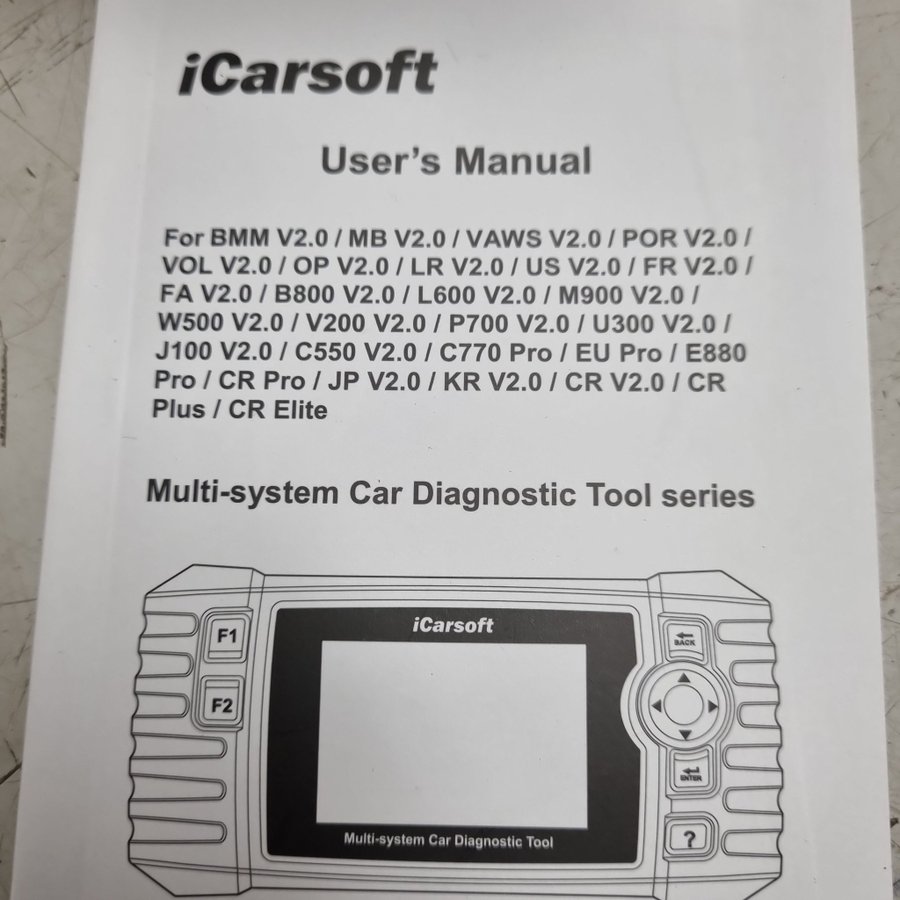 iCarsoft
User's Manual
For BMM V2.0 / MB V2.0 / VAWS V2.0 / POR V2.0 /
VOL V2.0 / OP V2.0 / LR V2.0 / US V2.0 / FR V2.0 /
FA V2.0 / B800 V2.0 / L600 V2.0 / M900 V2.0 /
W500 V2.0 / V200 V2.0 / P700 V2.0 / U300 V2.0 /
J100 V2.0 / C550 V2.0 / C770 Pro / EU Pro / E880
Pro / CR Pro / JP V2.0 / KR V2.0 / CR V2.0 / CR
Plus / CR Elite
Multi-system Car Diagnostic Tool series
iCarsoft
F1
BACK
F2
ENTER
?
Multi-system Car Diagnostic Tool